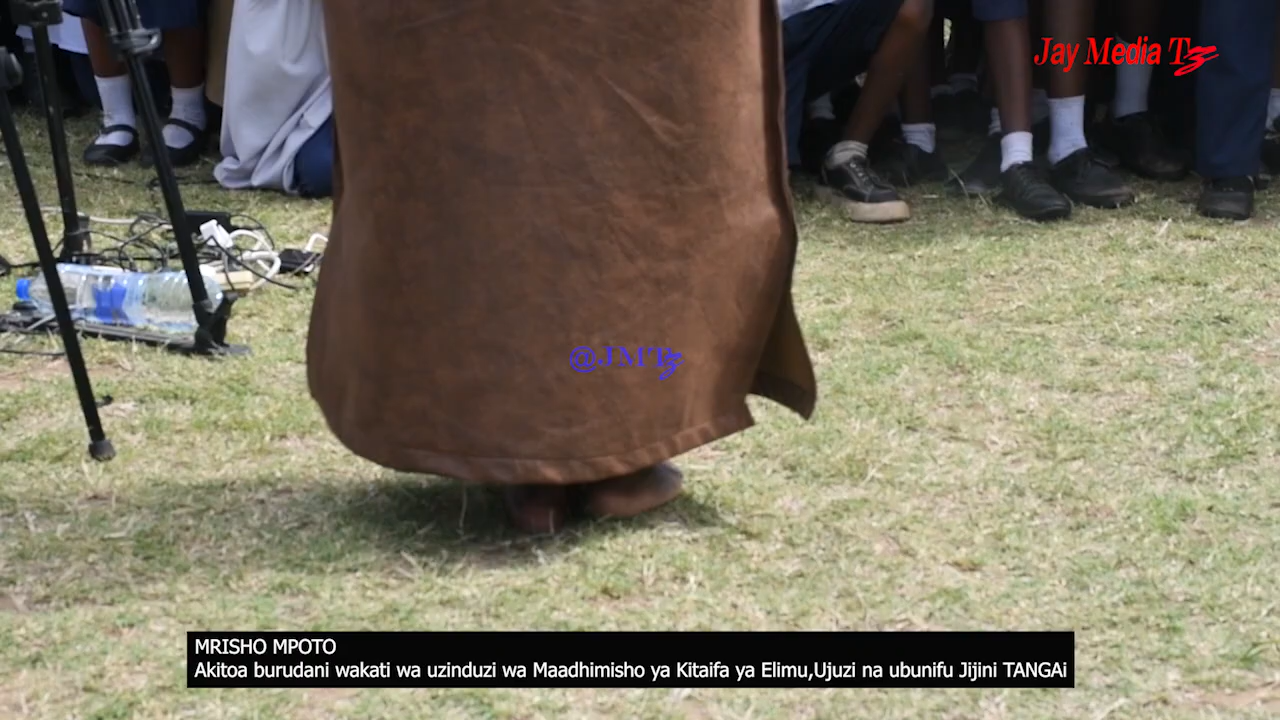 Jay Media Tz
@JMTz
MRISHO MPOTO
Akitoa burudani wakati wa uzinduzi wa Maadhimisho ya Kitaifa ya Elimu,Ujuzi na ubunifu Jijini TANGAi